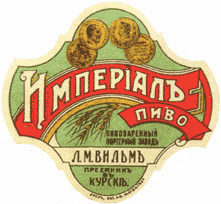 ИМПЕРІАЛЪ
ПИВО
ПИВОВАРЕННЫЙ
ПОРТЕРНЫЙ ЗАВОДЪ
Л.М.ВИЛЬМЪ
ПРЕЕМНИКЪ
ВЪ
КУРСКѢ.